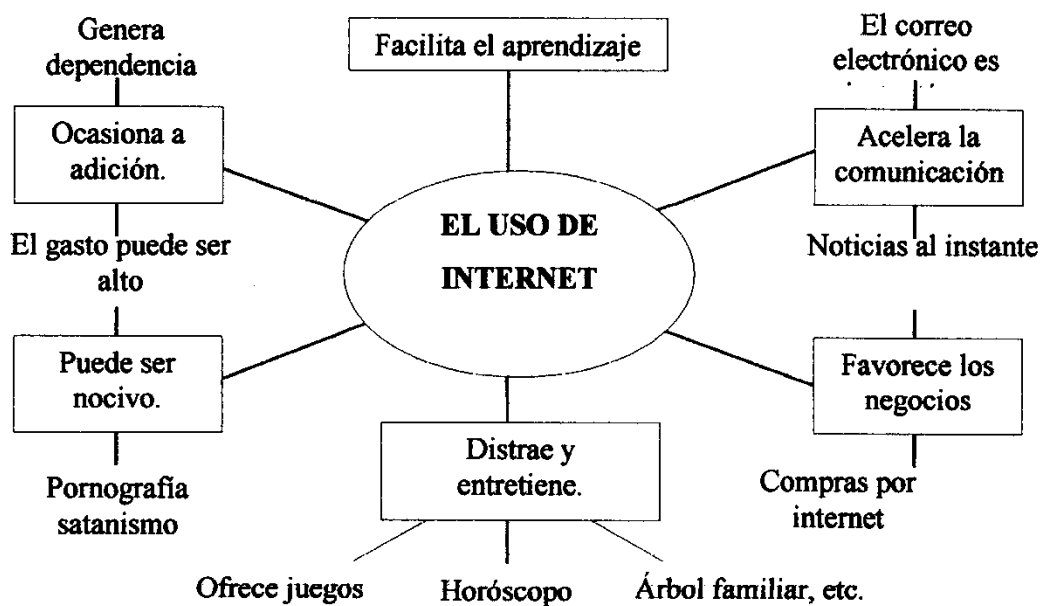 Genera
dependencia
Facilita el aprendizaje
El correo
electrónico es
Ocasiona a
adición.
Acelera la
comunicación
EL USO DE
INTERNET
El gasto puede ser
alto
Noticias al instante
Puede ser
nocivo.
Favorece los
negocios
Distrae y
entretiene.
Pornografía
satanismo
Compras por
internet
Ofrece juegos
Horóscopo
Árbol familiar, etc.